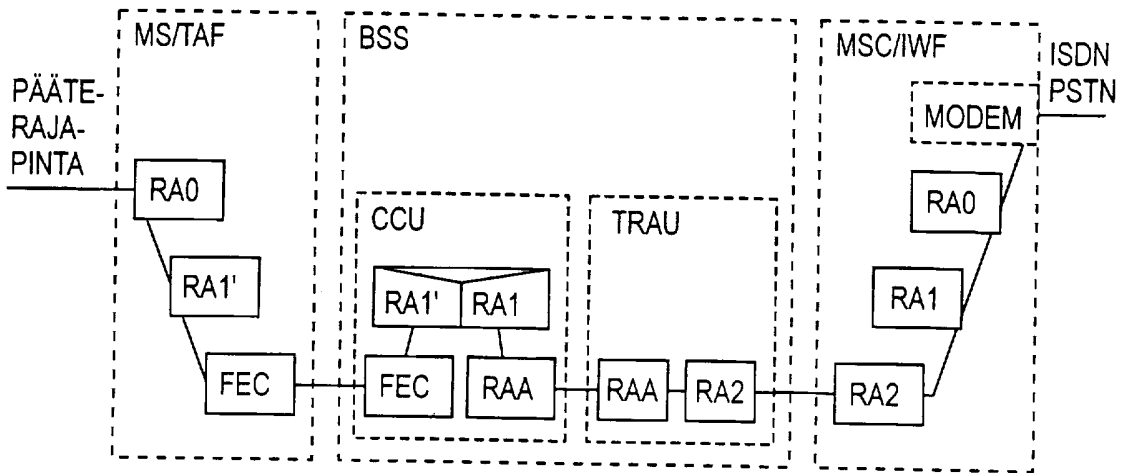 MS/TAF
BSS
MSC/IWF
ISDN
PSTN
PÄÄTE-
RAJA-
PINTA
MODEM
RA0
RA0
CCU
TRAU
RA1'
RA1' RA1
RA1
FEC
FEC
RAA
RAA
RA2
RA2